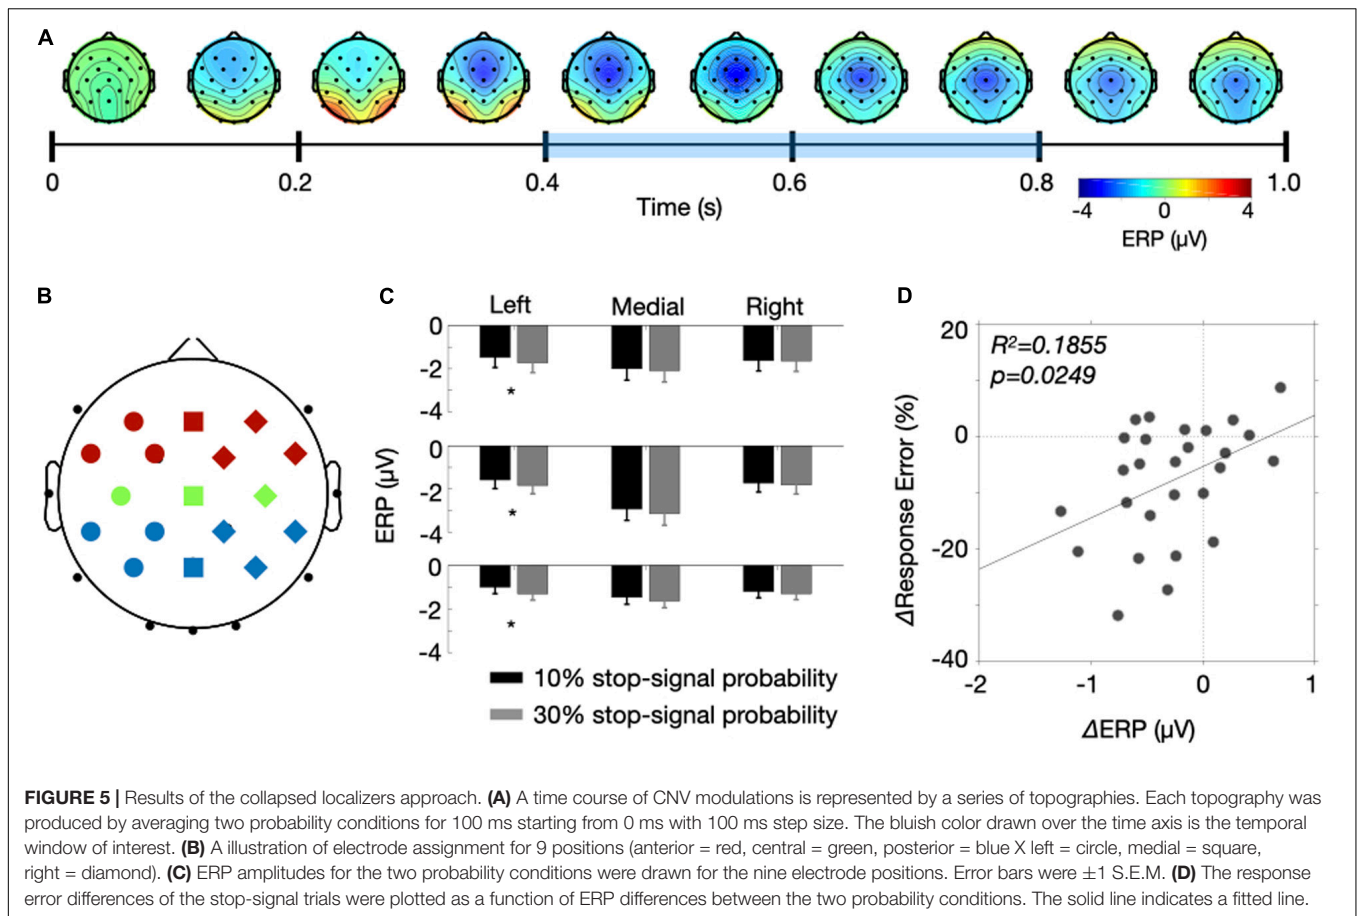 A
0
0.2
0.4
0.6
0.8
1.0
Time (s)
-4
0
4
ERP (µV)
B
C
Left
Medial
Right
0
-2
-4
0
-2
-4
0
-2
-4
ERP (µV)
10% stop-signal probability
30% stop-signal probability
D
R²=0.1855
p=0.0249
20
0
-20
-40
ΔResponse Error (%)
-2
-1
0
1
ΔERP (µV)
FIGURE 5 | Results of the collapsed localizers approach. (A) A time course of CNV modulations is represented by a series of topographies. Each topography was
produced by averaging two probability conditions for 100 ms starting from 0 ms with 100 ms step size. The bluish color drawn over the time axis is the temporal
window of interest. (B) A illustration of electrode assignment for 9 positions (anterior = red, central = green, posterior = blue X left = circle, medial = square,
right = diamond). (C) ERP amplitudes for the two probability conditions were drawn for the nine electrode positions. Error bars were ±1 S.E.M. (D) The response
error differences of the stop-signal trials were plotted as a function of ERP differences between the two probability conditions. The solid line indicates a fitted line.